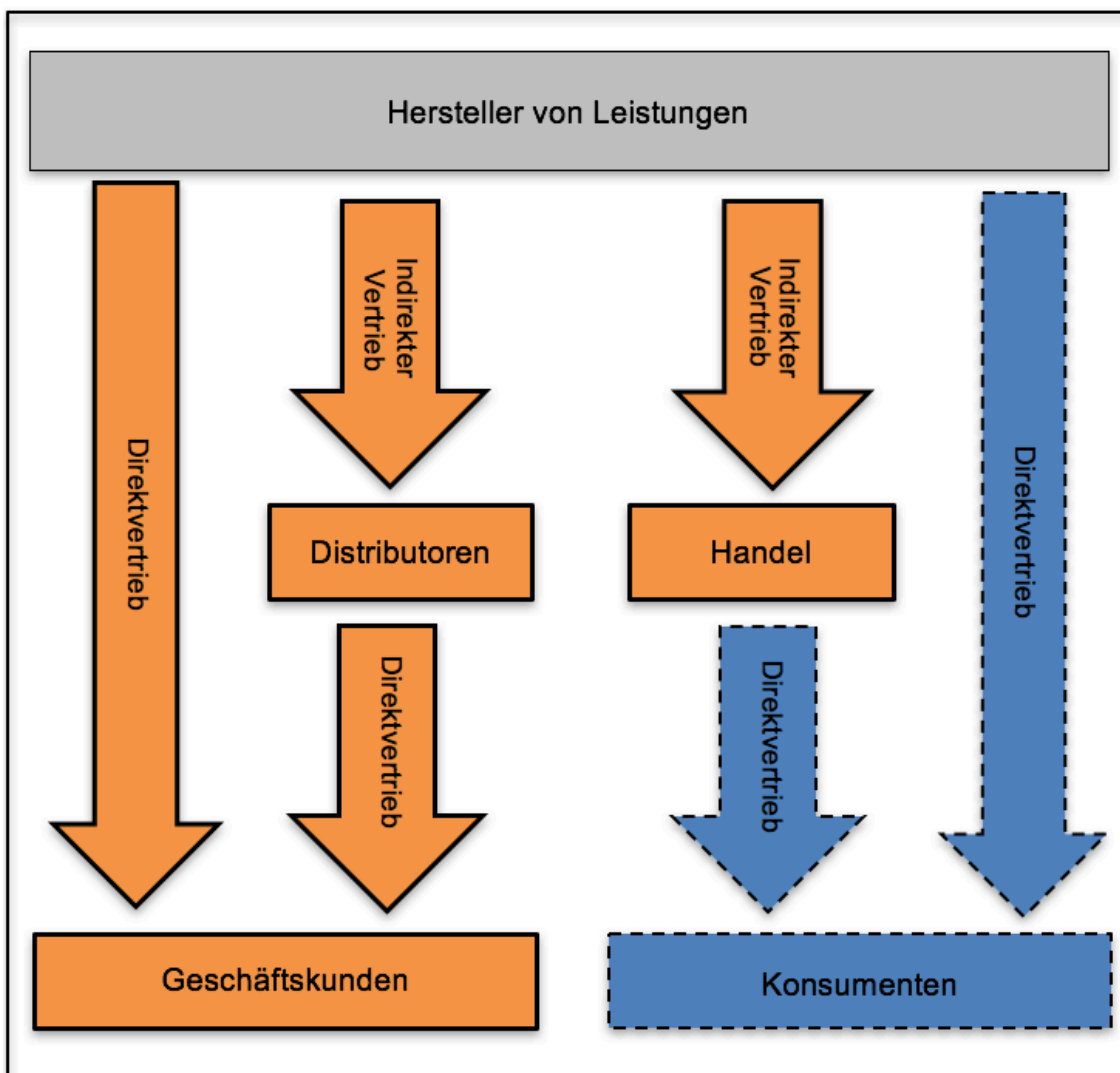 Hersteller von Leistungen
Direktvertrieb
Indirekter
Vertrieb
Indirekter
Vertrieb
Direktvertrieb
Distributoren
Handel
Direktvertrieb
Direktvertrieb
Geschäftskunden
Konsumenten